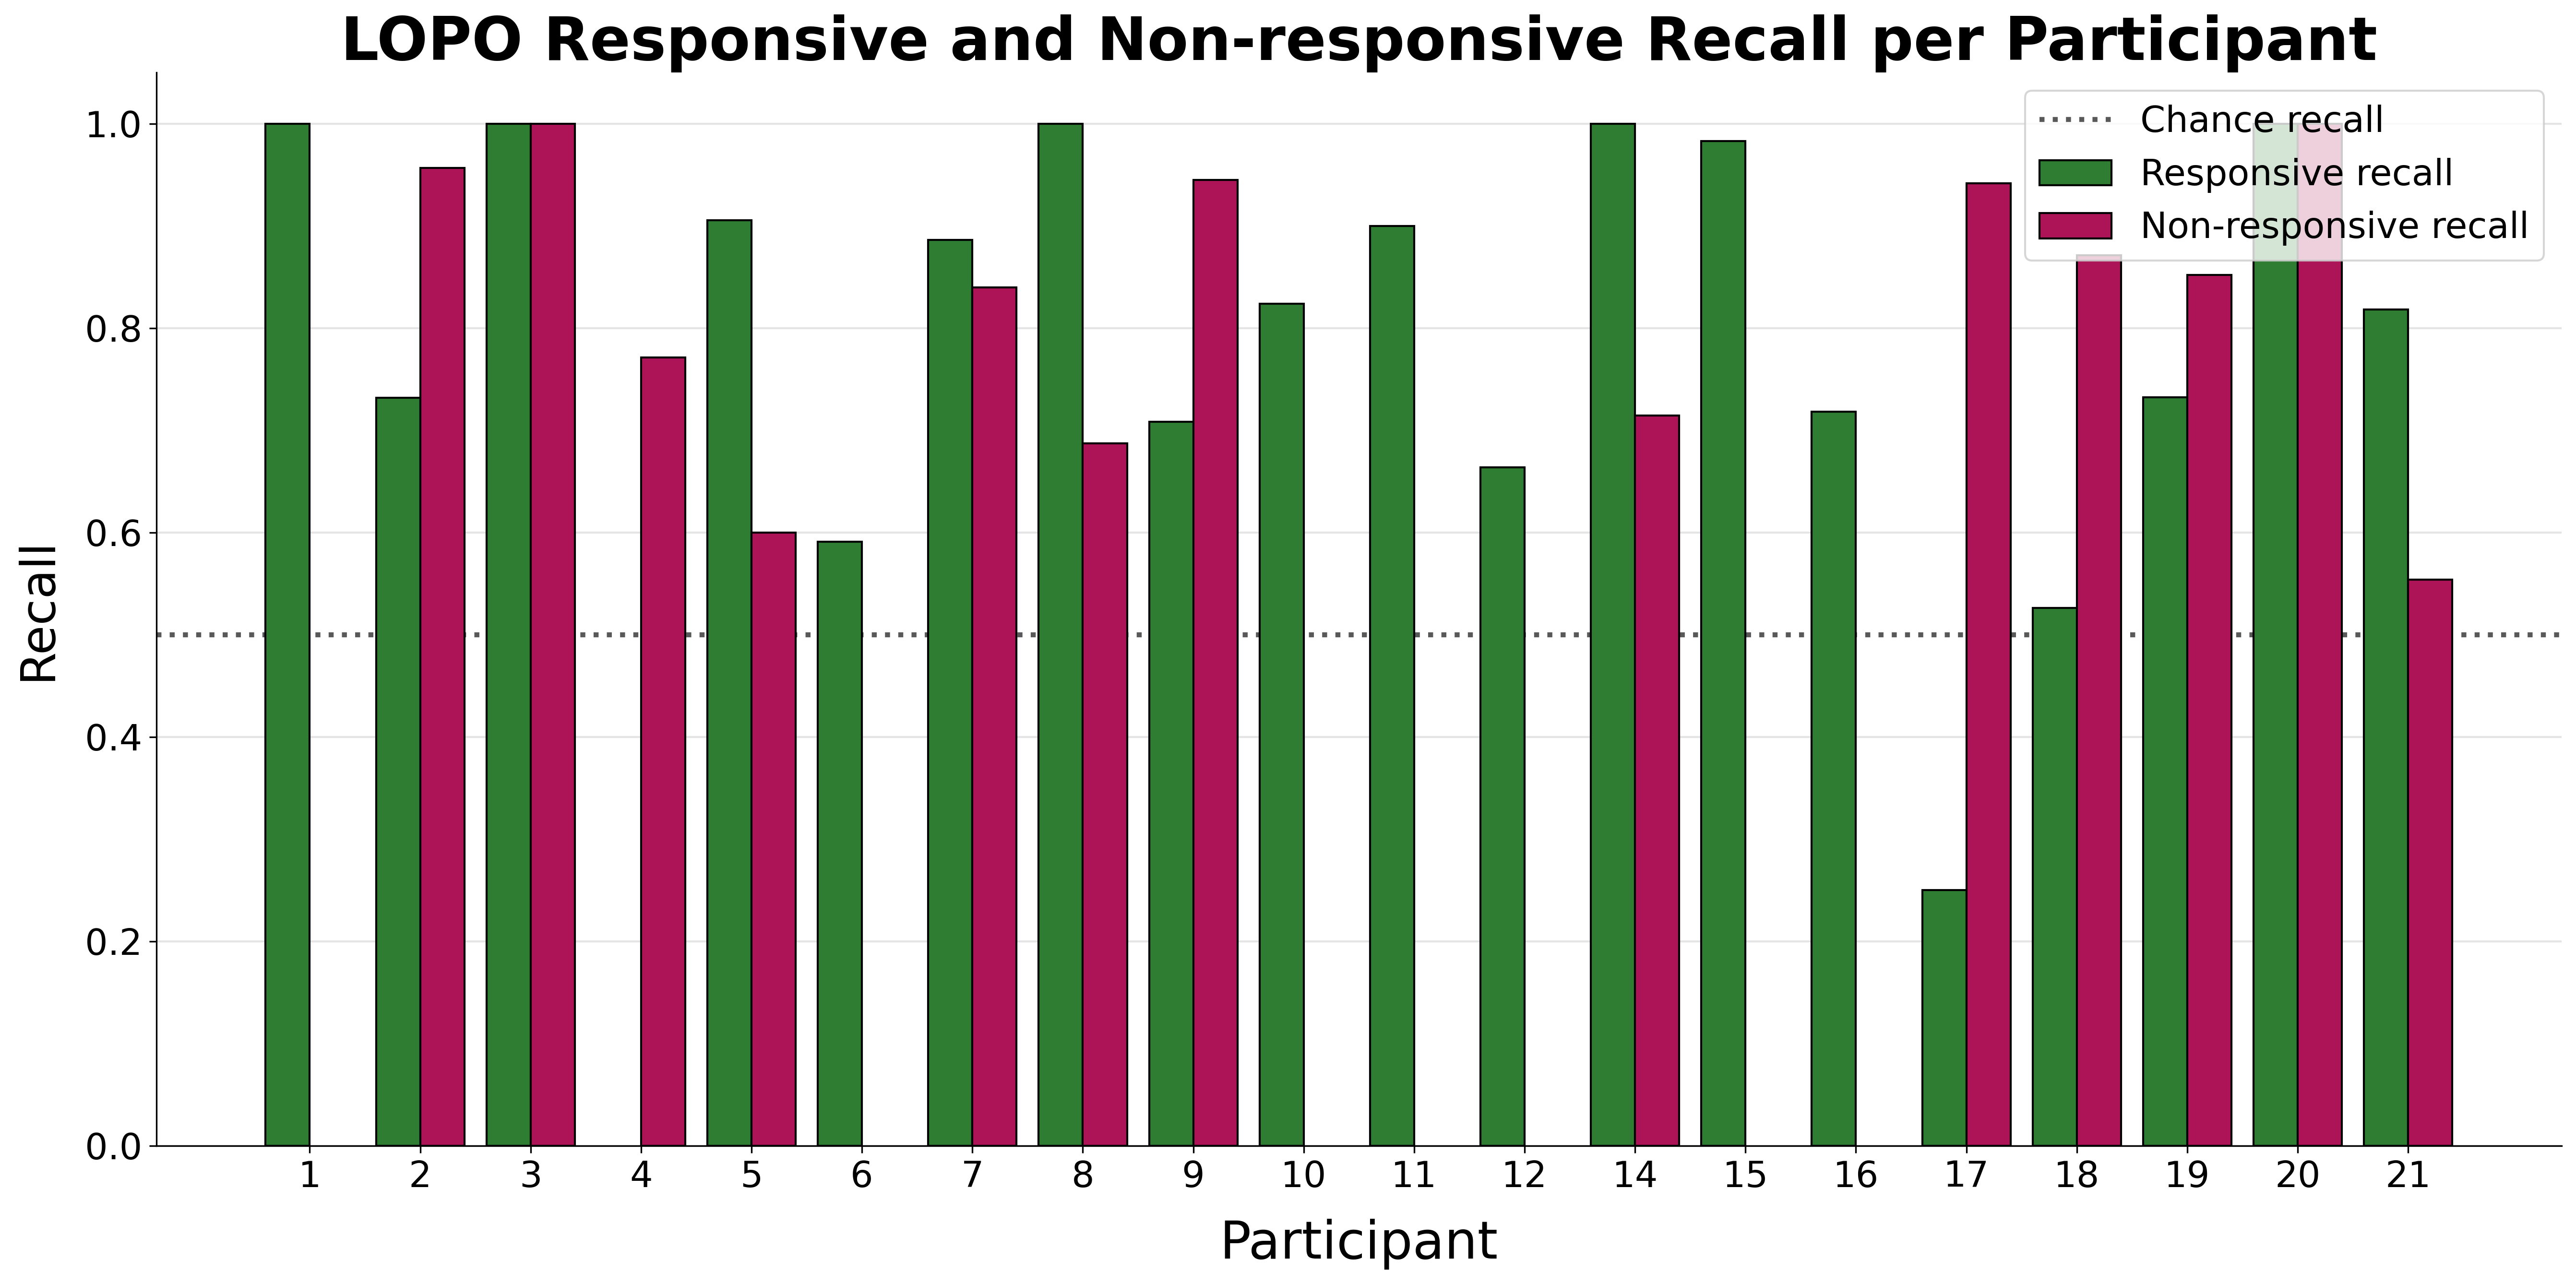 LOPO Responsive and Non-responsive Recall per Participant
Chance recall
Responsive recall
Non-responsive recall
1.0
0.8
0.6
0.4
0.2
0.0
Recall
1 2 3 4 5 6 7 8 9 10 11 12 14 15 16 17 18 19 20 21
Participant